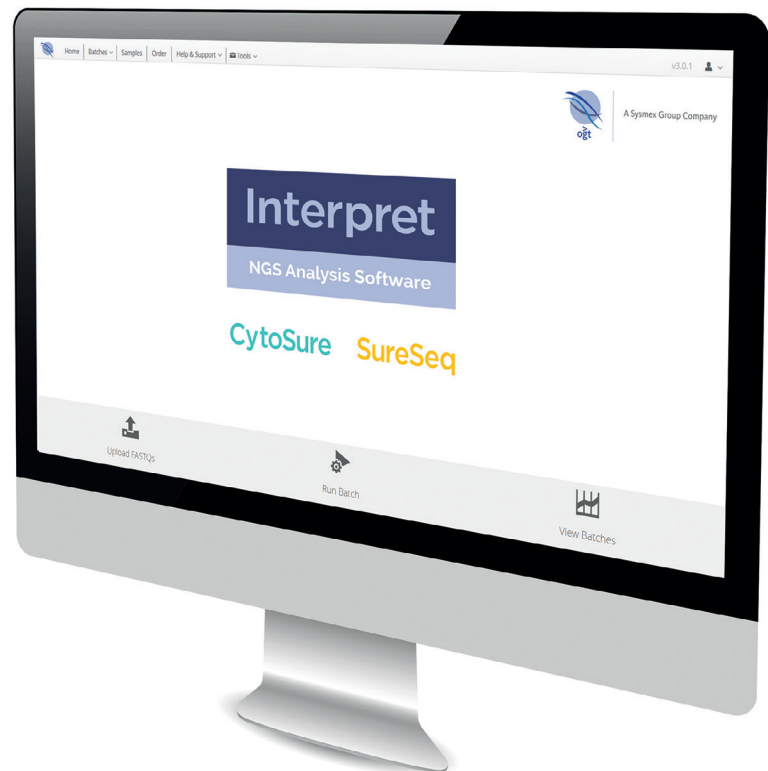 Home Batches Samples Order Help & Support Tools v3.0.1
ogt A Sysmex Group Company
Interpret
NGS Analysis Software
CytoSure SureSeq
Upload FASTQs
Run Batch
View Batches